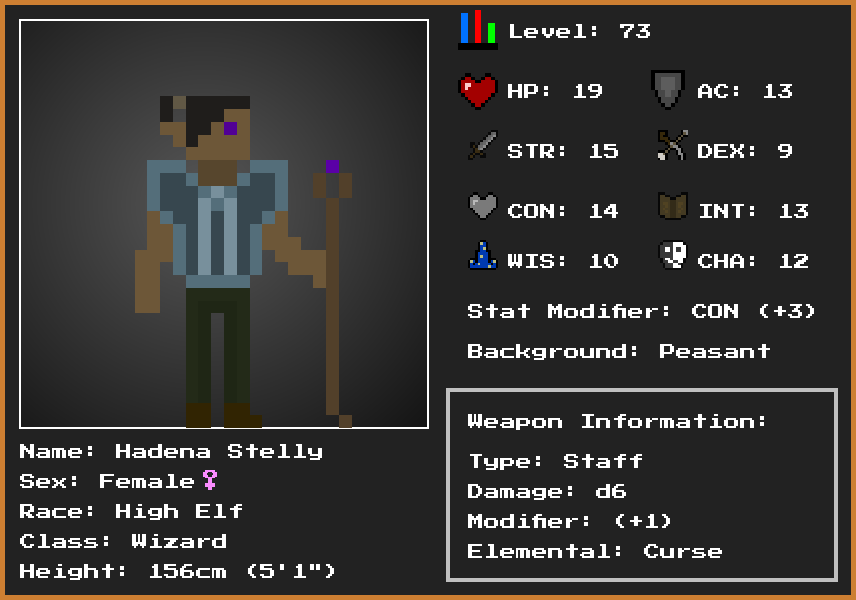 Level: 73
HP: 19
AC: 13
STR: 15
DEX: 9
CON: 14
INT: 13
WIS: 10
CHA: 12
Stat Modifier: CON (+3)
Background: Peasant
Weapon Information:
Type: Staff
Damage: d6
Modifier: (+1)
Elemental: Curse
Name: Hadena Stelly
Sex: Female♀
Race: High Elf
Class: Wizard
Height: 156cm (5'1")